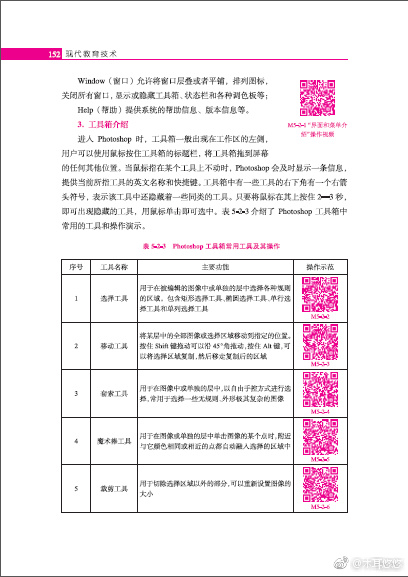 152 现代教育技术
Window（窗口）允许将窗口层叠或者平铺，排列图标，
关闭所有窗口，显示或隐藏工具箱、状态栏和各种调色板等；
Help（帮助）提供系统的帮助信息、版本信息等。
3. 工具箱介绍
进入 Photoshop 时，工具箱一般出现在工作区的左侧，
用户可以使用鼠标按住工具箱的标题栏，将工具箱拖到屏幕
M5-2-1 “界面和菜单介
绍”操作视频
的任何其他位置。当鼠标指在某个工具上不动时，Photoshop 会及时显示一条信息，
提供当前所指工具的英文名称和快捷键。工具箱中有一些工具的右下角有一个右箭
头符号，表示该工具中还隐藏着一些同类的工具。只要将鼠标在其上按住 2—3 秒，
即可出现隐藏的工具，用鼠标单击即可选中。表 5-2-3 介绍了 Photoshop 工具箱中
常用的工具和操作演示。
表 5-2-3 Photoshop 工具箱常用工具及其操作
序号 工具名称 主要功能 操作示范
1 选择工具
用于在被编辑的图像中或单独的层中选择各种规则
的区域。包含矩形选择工具、椭圆选择工具、单行选
择工具和单列选择工具
M5-2-2
2 移动工具
将某层中的全部图像或选择区域移动到指定的位置。
按住 Shift 键拖动可以沿 45°角拖动，按住 Alt 键，可
以将选择区域复制，然后移走复制后的区域
M5-2-3
3 套索工具
用于在图像中或单独的层中，以自由手控方式进行选
择，常用于选择一些无规则、外形极其复杂的图像
M5-2-4
4 魔术棒工具
用于在图像或单独的层中单击图像的某个点时，附近
与它颜色相同或相近的点都自动融入选择的区域中
M5-2-5
5 裁剪工具
用于切除选择区域以外的部分，可以重新设置图像的
大小
M5-2-6